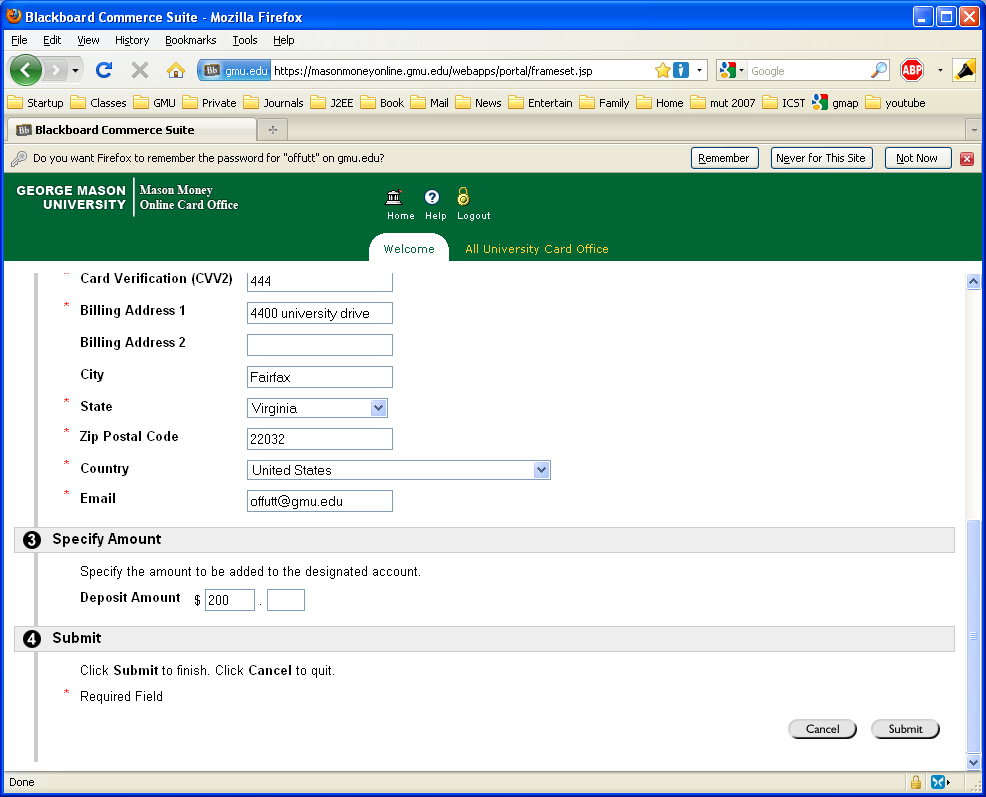 Blackboard Commerce Suite - Mozilla Firefox
File Edit View History Bookmarks Tools Help
Bb gmu.edu https://masonmoneyonline.gmu.edu/webapps/portal/frameset.jsp Google ABP
Startup Classes GMU Private Journals J2EE Book Mail News Entertain Family Home mut 2007 ICST gmap youtube
Bb Blackboard Commerce Suite
Do you want Firefox to remember the password for "offutt" on gmu.edu? Remember Never for This Site Not Now
GEORGE MASON UNIVERSITY
Mason Money
Online Card Office
Home Help Logout
Welcome All University Card Office
* Card Verification (CVV2) 444
* Billing Address 1 4400 university drive
Billing Address 2
City Fairfax
* State Virginia
* Zip Postal Code 22032
* Country United States
* Email offutt@gmu.edu
3 Specify Amount
Specify the amount to be added to the designated account.
Deposit Amount $ 200 .
4 Submit
Click Submit to finish. Click Cancel to quit.
* Required Field
Cancel Submit
Done